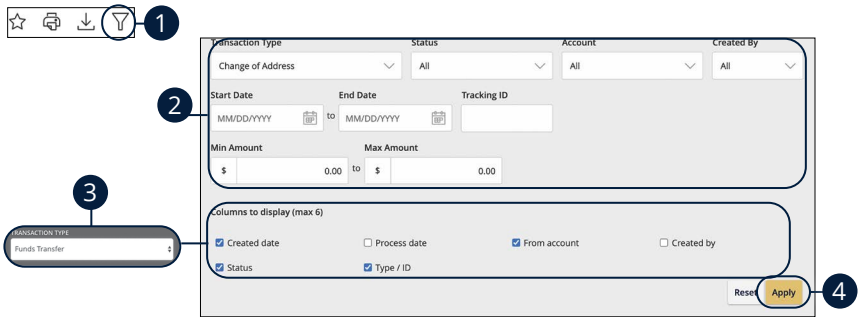 1
Transaction Type Status Account Created By
Change of Address All All All
2
Start Date End Date Tracking ID
MM/DD/YYYY to MM/DD/YYYY
Min Amount Max Amount
$ 0.00 to $ 0.00
3
Columns to display (max 6)
TRANSACTION TYPE
Funds Transfer
Created date Process date From account Created by
Status Type / ID
Reset Apply
4